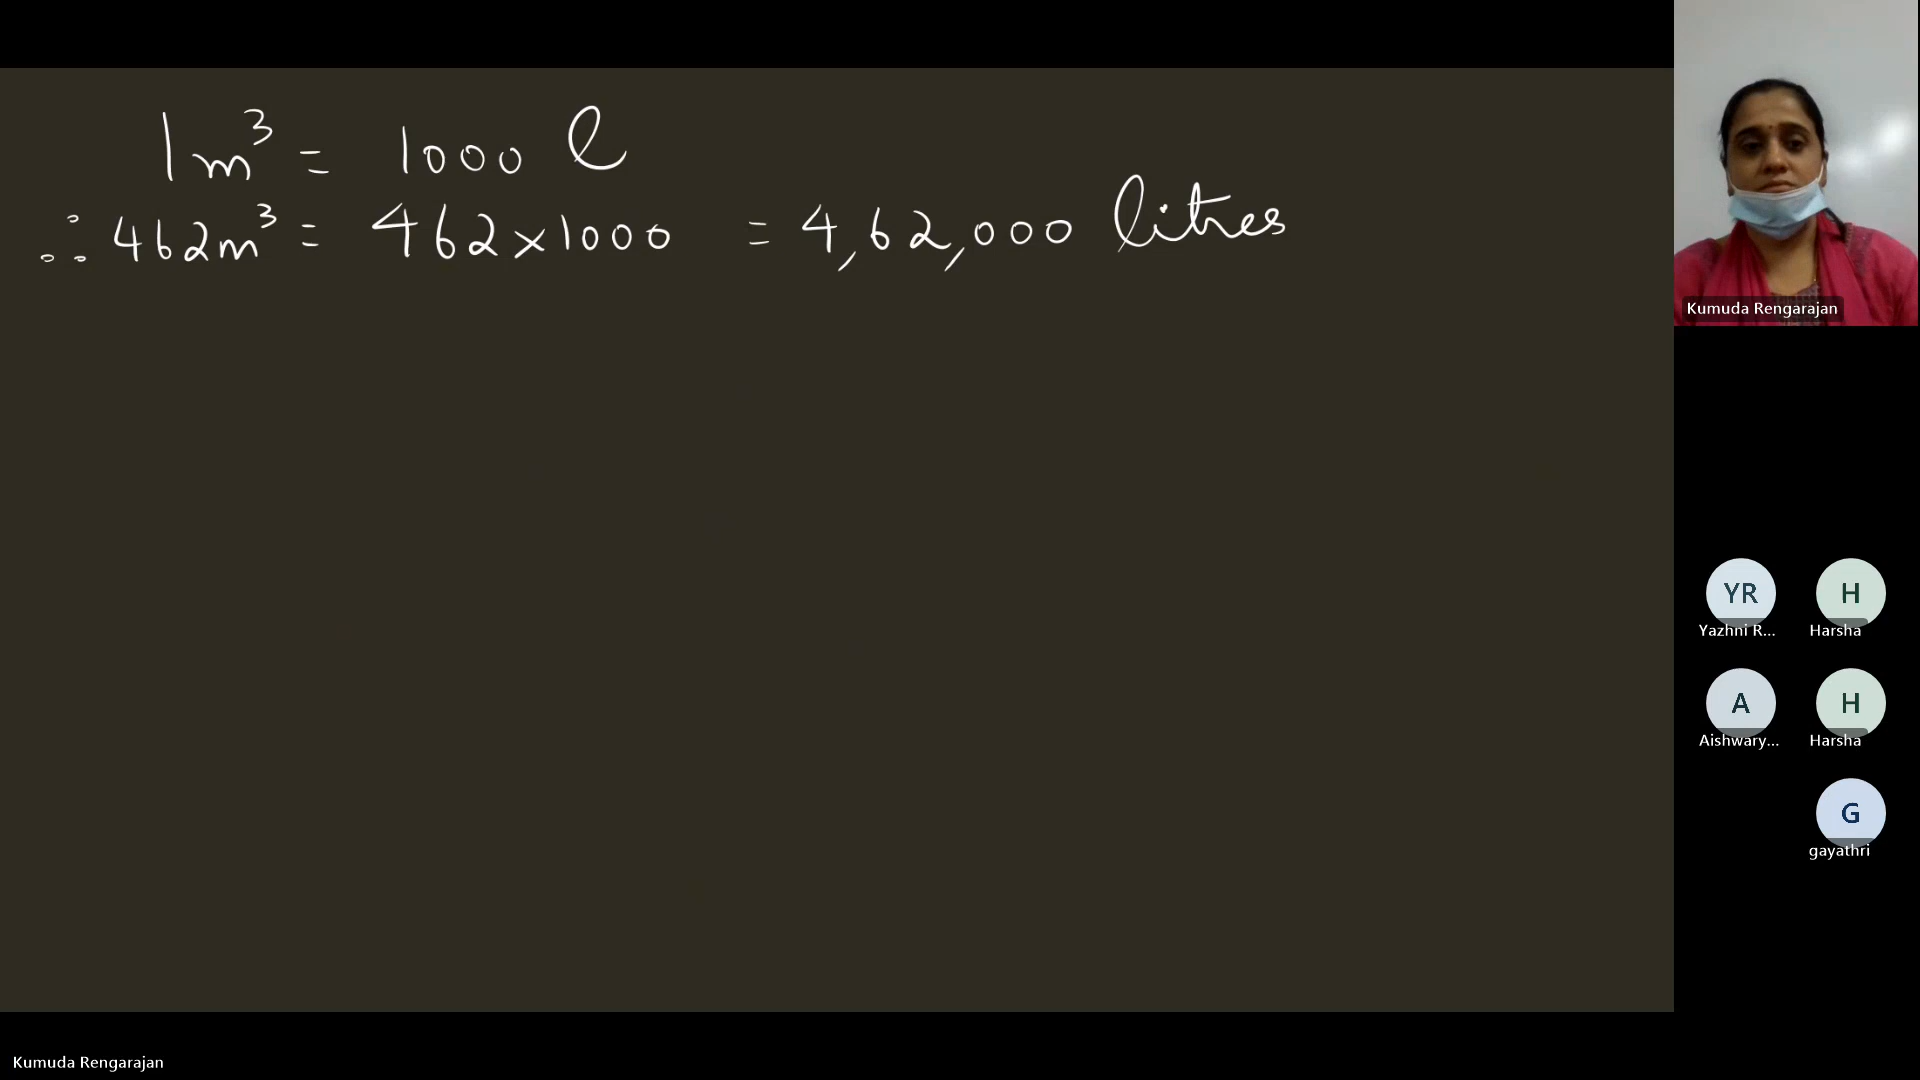 1m³ = 1000 l
∴ 462m³ = 462×1000 = 4,62,000 litres
Kumuda Rengarajan
YR
H
Yazhni R...
Harsha
A
H
Aishwary...
Harsha
G
gayathri
Kumuda Rengarajan